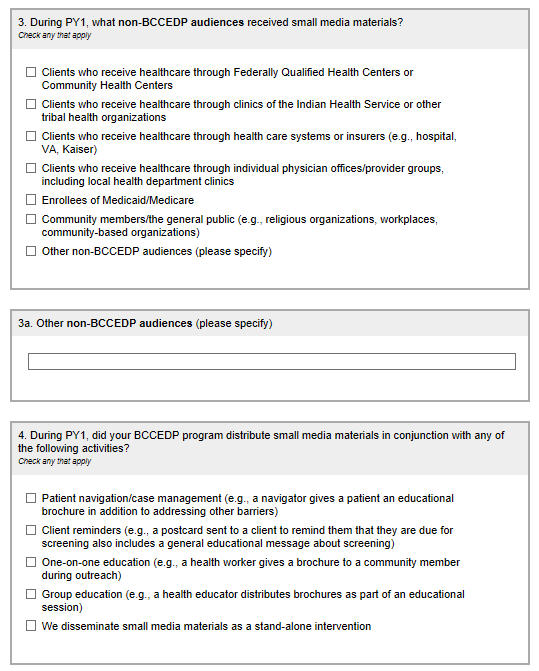 3. During PY1, what non-BCCEDP audiences received small media materials?
Check any that apply
Clients who receive healthcare through Federally Qualified Health Centers or
Community Health Centers
Clients who receive healthcare through clinics of the Indian Health Service or other
tribal health organizations
Clients who receive healthcare through health care systems or insurers (e.g., hospital,
VA, Kaiser)
Clients who receive healthcare through individual physician offices/provider groups,
including local health department clinics
Enrollees of Medicaid/Medicare
Community members/the general public (e.g., religious organizations, workplaces,
community-based organizations)
Other non-BCCEDP audiences (please specify)
3a. Other non-BCCEDP audiences (please specify)
4. During PY1, did your BCCEDP program distribute small media materials in conjunction with any of
the following activities?
Check any that apply
Patient navigation/case management (e.g., a navigator gives a patient an educational
brochure in addition to addressing other barriers)
Client reminders (e.g., a postcard sent to a client to remind them that they are due for
screening also includes a general educational message about screening)
One-on-one education (e.g., a health worker gives a brochure to a community member
during outreach)
Group education (e.g., a health educator distributes brochures as part of an educational
session)
We disseminate small media materials as a stand-alone intervention